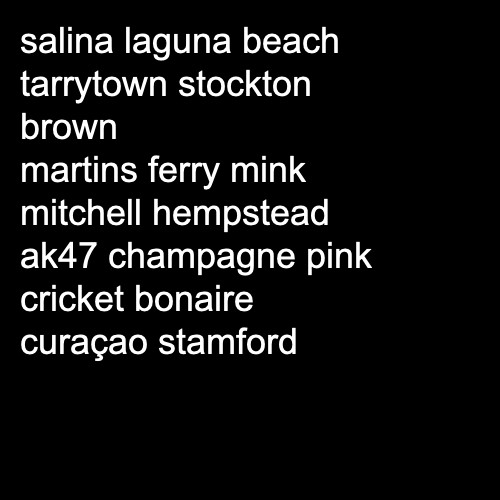 salina laguna beach
tarrytown stockton
brown
martins ferry mink
mitchell hempstead
ak47 champagne pink
cricket bonaire
curaçao stamford